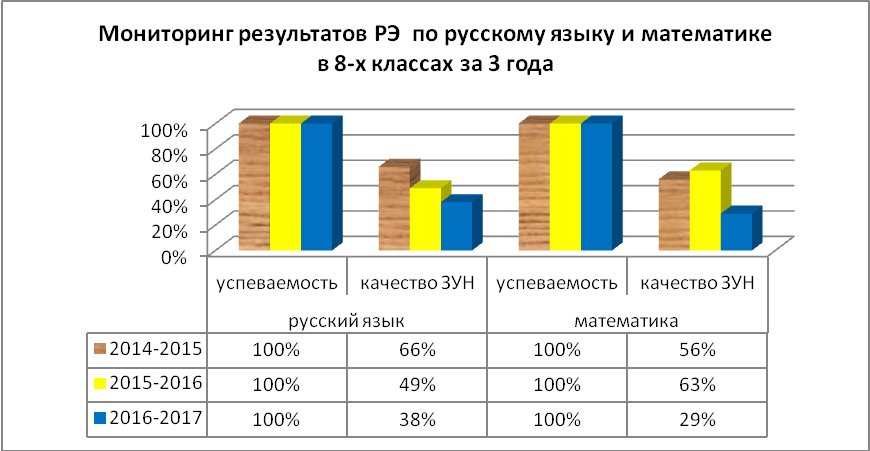 Мониторинг результатов РЭ по русскому языку и математике
в 8-х классах за 3 года
100%
80%
60%
40%
20%
0%
успеваемость качество ЗУН успеваемость качество ЗУН
русский язык математика
2014-2015 100% 66% 100% 56%
2015-2016 100% 49% 100% 63%
2016-2017 100% 38% 100% 29%